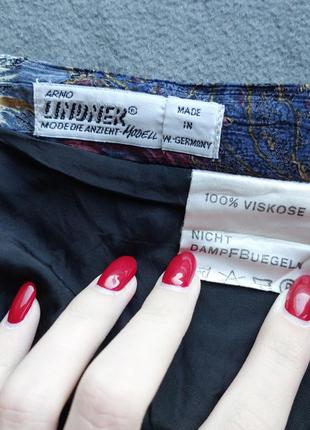 ARNO
LINDNER®
MODE DIE ANZIEHT - MODELL
MADE
IN
W. GERMANY
100% VISKOSE
NICHT
DAMPFBUEGELN